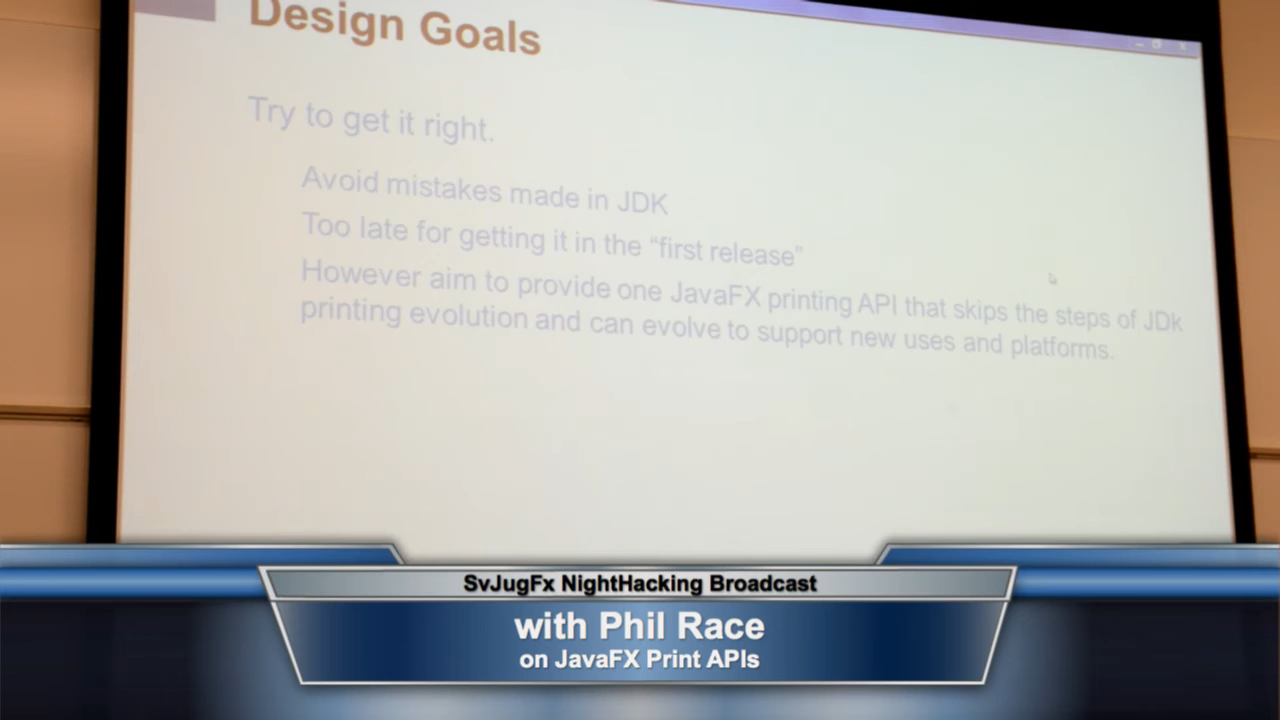 Design Goals
Try to get it right.
Avoid mistakes made in JDK
Too late for getting it in the “first release”
However aim to provide one JavaFX printing API that skips the steps of JDk
printing evolution and can evolve to support new uses and platforms.
SvJugFx NightHacking Broadcast
with Phil Race
on JavaFX Print APIs